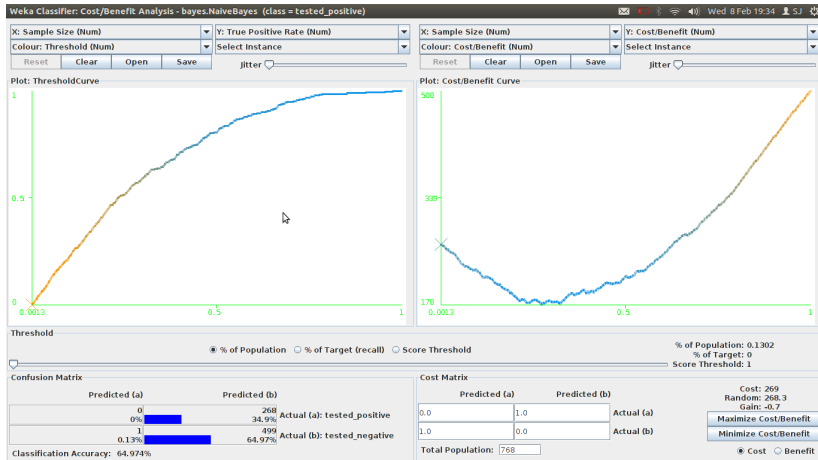 Weka Classifier: Cost/Benefit Analysis - bayes.NaiveBayes (class = tested_positive) Wed 8 Feb 19:34 SJ
X: Sample Size (Num) Y: True Positive Rate (Num) X: Sample Size (Num) Y: Cost/Benefit (Num)
Colour: Threshold (Num) Select Instance Colour: Cost/Benefit (Num) Select Instance
Reset Clear Open Save Jitter Reset Clear Open Save Jitter
Plot: ThresholdCurve Plot: Cost/Benefit Curve
1 500
0.5 339
0 170
0.0013 0.5 1 0.0013 0.5 1
Threshold
% of Population % of Target (recall) Score Threshold
% of Population: 0.1302
% of Target: 0
Score Threshold: 1
Confusion Matrix
Predicted (a) Predicted (b)
0 268
0% 34.9% Actual (a): tested_positive
1 499
0.13% 64.97% Actual (b): tested_negative
Classification Accuracy: 64.974%
Cost Matrix
Predicted (a) Predicted (b)
0.0 1.0 Actual (a)
1.0 0.0 Actual (b)
Total Population: 768
Cost: 269
Random: 268.3
Gain: -0.7
Maximize Cost/Benefit
Minimize Cost/Benefit
Cost Benefit